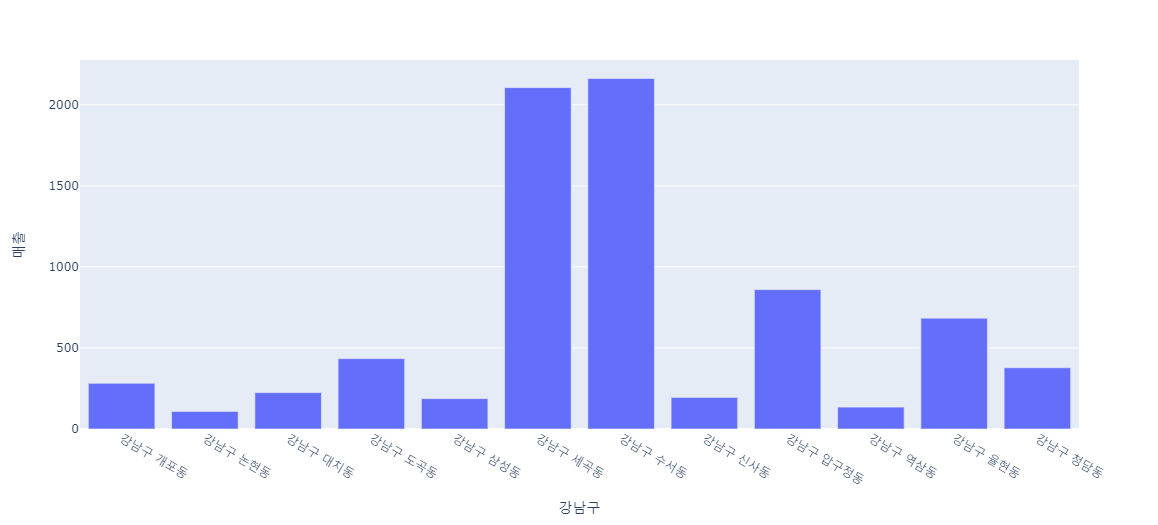 매출
2000
1500
1000
500
0
강남구 개포동
강남구 논현동
강남구 대치동
강남구 도곡동
강남구 삼성동
강남구 세곡동
강남구 수서동
강남구 신사동
강남구 압구정동
강남구 역삼동
강남구 율현동
강남구 청담동
강남구